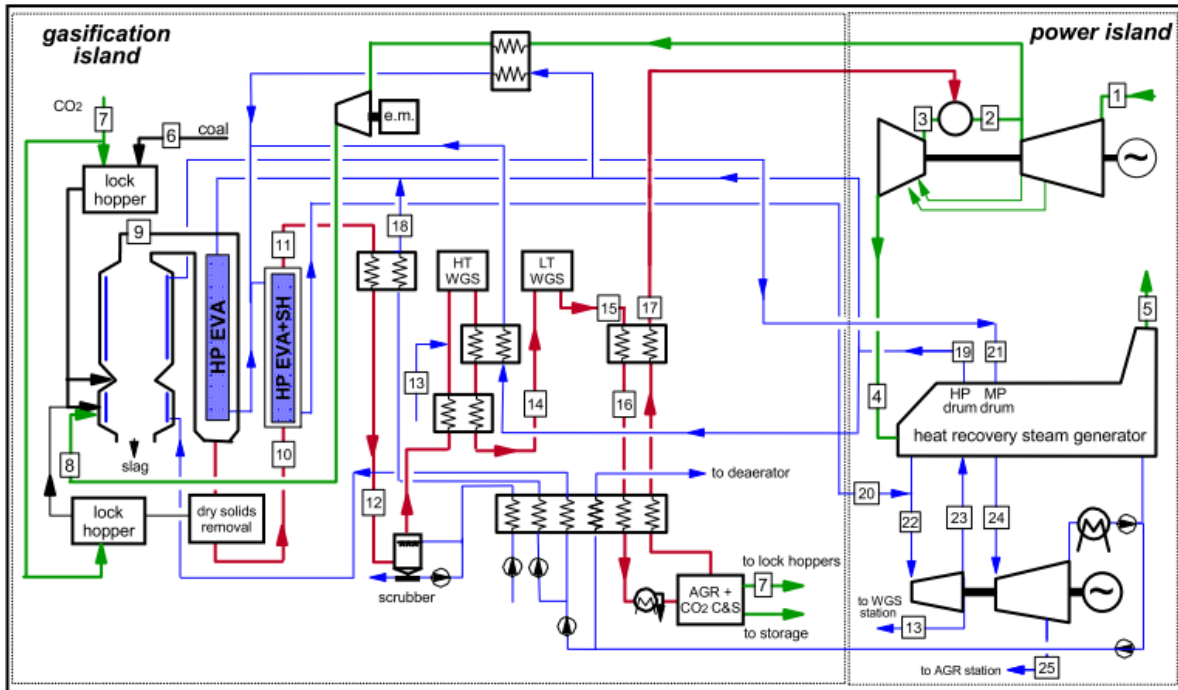 gasification
island
power island
CO2
7
6
coal
lock
hopper
e.m.
1
3
2
~
9
11
18
HT
WGS
LT
WGS
15
17
5
HP EVA
HP EVA+SH
13
14
16
19
21
4
HP
drum
MP
drum
heat recovery steam generator
8
slag
10
12
to deaerator
20
22
23
24
lock
hopper
dry solids
removal
scrubber
AGR +
CO2 C&S
to lock hoppers
7
to storage
to WGS
station
13
~
to AGR station
25